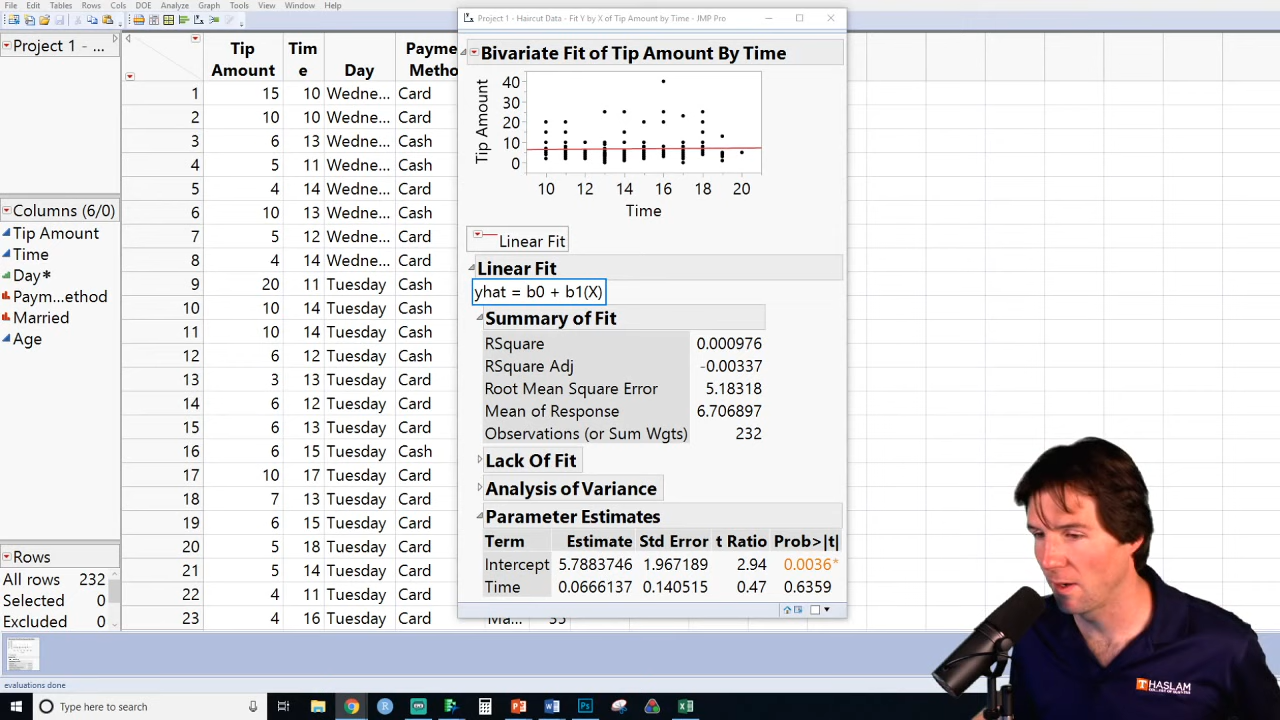 File Edit Tables Rows Cols DOE Analyze Graph Tools View Window Help
Project 1 - Haircut Data - Fit Y by X of Tip Amount by Time - JMP Pro
Project 1 - ...
Columns (6/0)
Tip Amount
Time
Day*
Paym...ethod
Married
Age
Rows
All rows 232
Selected 0
Excluded 0
Tip Amount Time Day Payme Metho
1 15 10 Wedne... Card
2 10 10 Wedne... Card
3 6 13 Wedne... Cash
4 5 11 Wedne... Cash
5 4 14 Wedne... Card
6 10 13 Wedne... Cash
7 5 12 Wedne... Card
8 4 14 Wedne... Card
9 20 11 Tuesday Cash
10 10 14 Tuesday Cash
11 10 14 Tuesday Cash
12 6 12 Tuesday Cash
13 3 13 Tuesday Card
14 6 12 Tuesday Card
15 6 13 Tuesday Card
16 6 15 Tuesday Cash
17 10 17 Tuesday Card
18 7 13 Tuesday Card
19 6 15 Tuesday Card
20 5 18 Tuesday Card
21 5 14 Tuesday Card
22 4 11 Tuesday Card
23 4 16 Tuesday Card Ma... 35
Bivariate Fit of Tip Amount By Time
Tip Amount
40
30
20
10
0
10 12 14 16 18 20
Time
Linear Fit
Linear Fit
yhat = b0 + b1(X)
Summary of Fit
RSquare 0.000976
RSquare Adj -0.00337
Root Mean Square Error 5.18318
Mean of Response 6.706897
Observations (or Sum Wgts) 232
Lack Of Fit
Analysis of Variance
Parameter Estimates
Term Estimate Std Error t Ratio Prob>|t|
Intercept 5.7883746 1.967189 2.94 0.0036*
Time 0.0666137 0.140515 0.47 0.6359
evaluations done
Type here to search
HASLAM